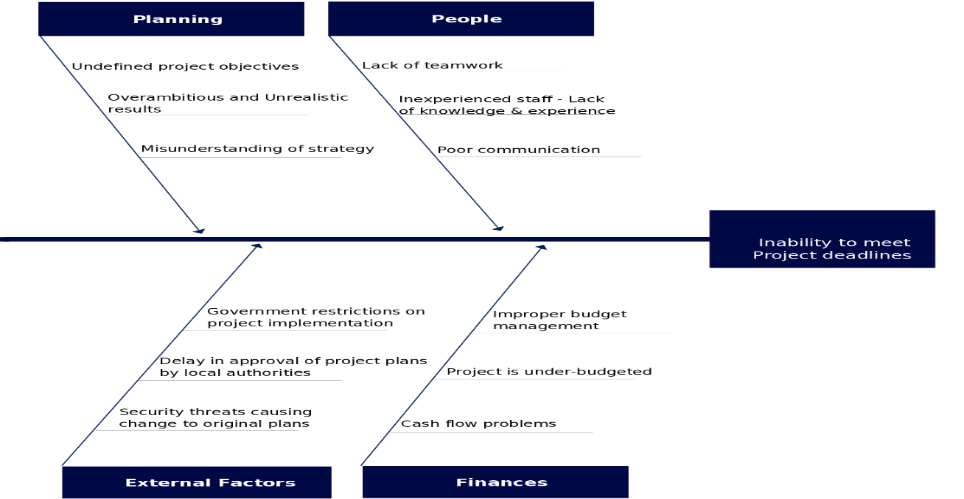 Planning
People
Undefined project objectives
Lack of teamwork
Overambitious and Unrealistic
results
Inexperienced staff - Lack
of knowledge & experience
Misunderstanding of strategy
Poor communication
Inability to meet
Project deadlines
Government restrictions on
project implementation
Improper budget
management
Delay in approval of project plans
by local authorities
Project is under-budgeted
Security threats causing
change to original plans
Cash flow problems
External Factors
Finances